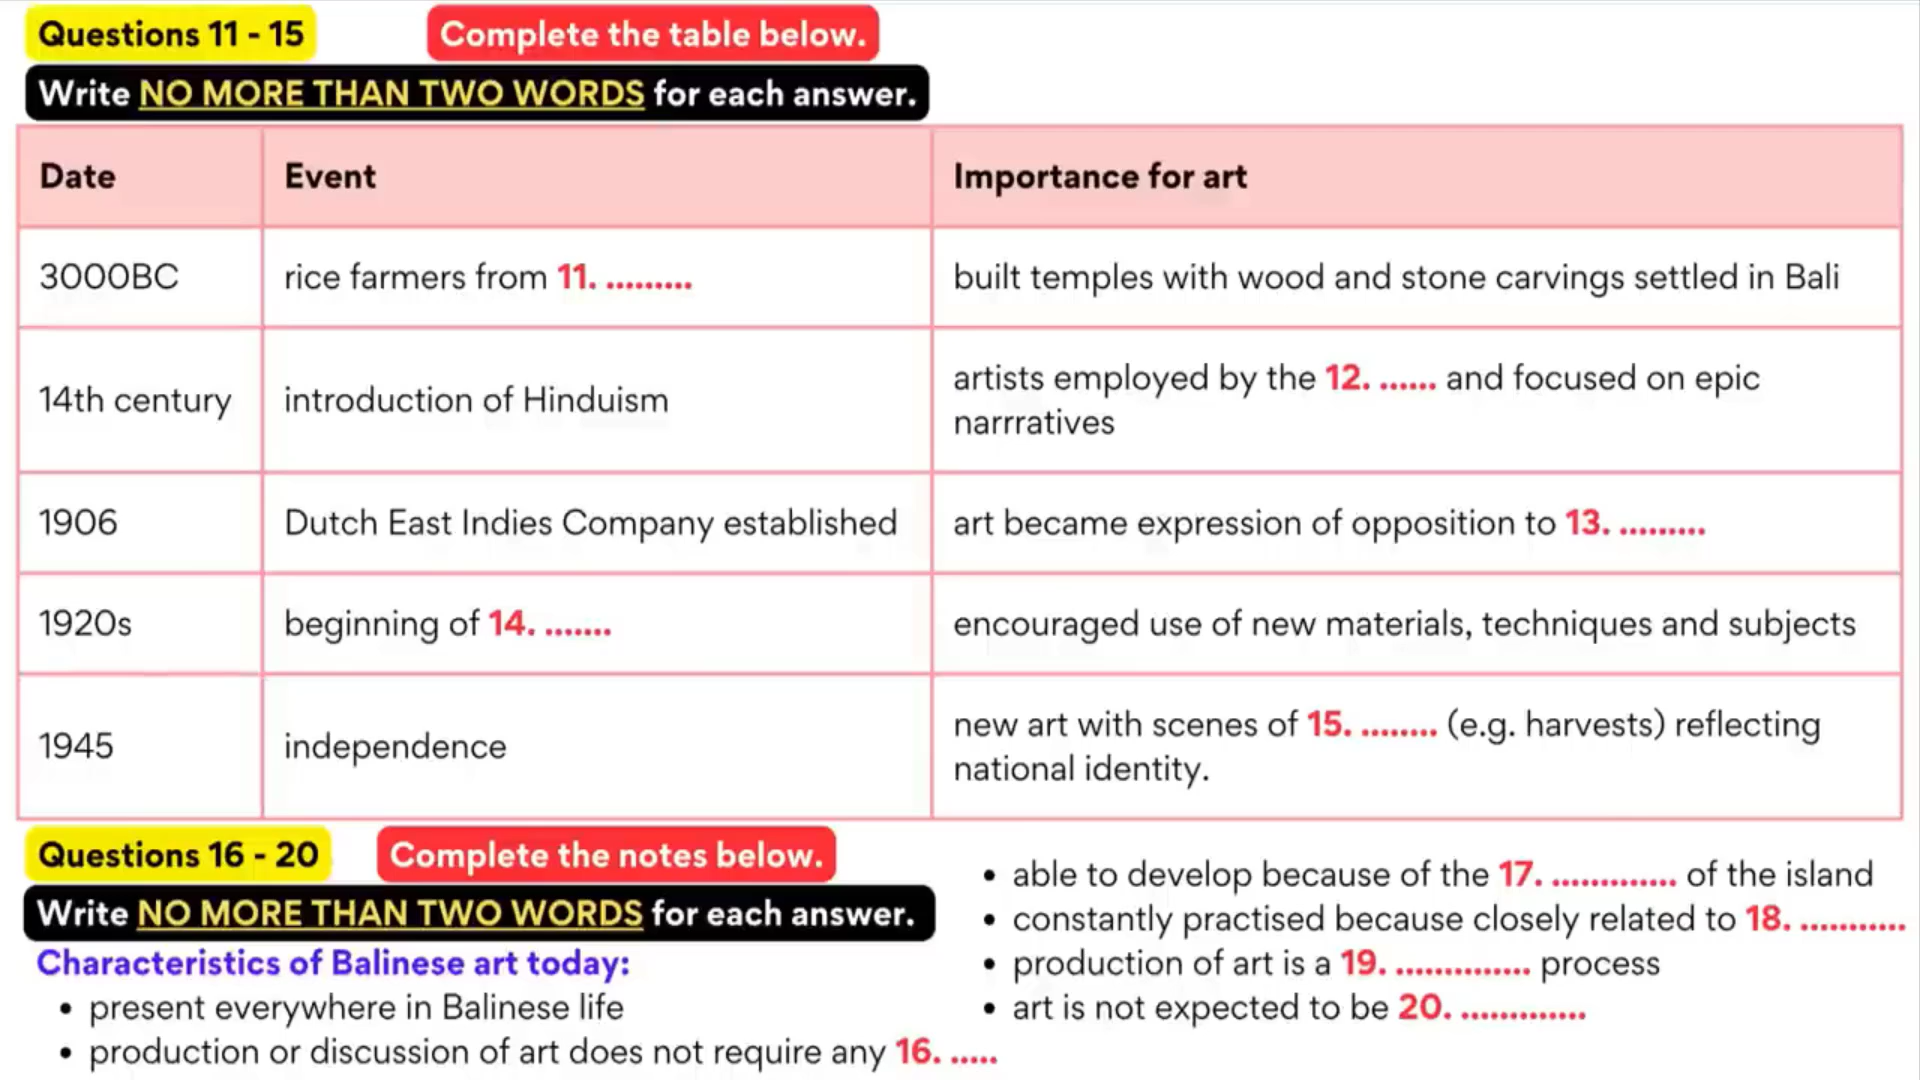 Questions 11 - 15
Complete the table below.
Write NO MORE THAN TWO WORDS for each answer.
Date
Event
Importance for art
3000BC
rice farmers from 11. .........
built temples with wood and stone carvings settled in Bali
14th century
introduction of Hinduism
artists employed by the 12. ...... and focused on epic
narrratives
1906
Dutch East Indies Company established
art became expression of opposition to 13. .........
1920s
beginning of 14. .......
encouraged use of new materials, techniques and subjects
1945
independence
new art with scenes of 15. ........ (e.g. harvests) reflecting
national identity.
Questions 16 - 20
Complete the notes below.
Write NO MORE THAN TWO WORDS for each answer.
Characteristics of Balinese art today:
• present everywhere in Balinese life
• production or discussion of art does not require any 16. .....
• able to develop because of the 17. ............. of the island
• constantly practised because closely related to 18. ...........
• production of art is a 19. .............. process
• art is not expected to be 20. .............